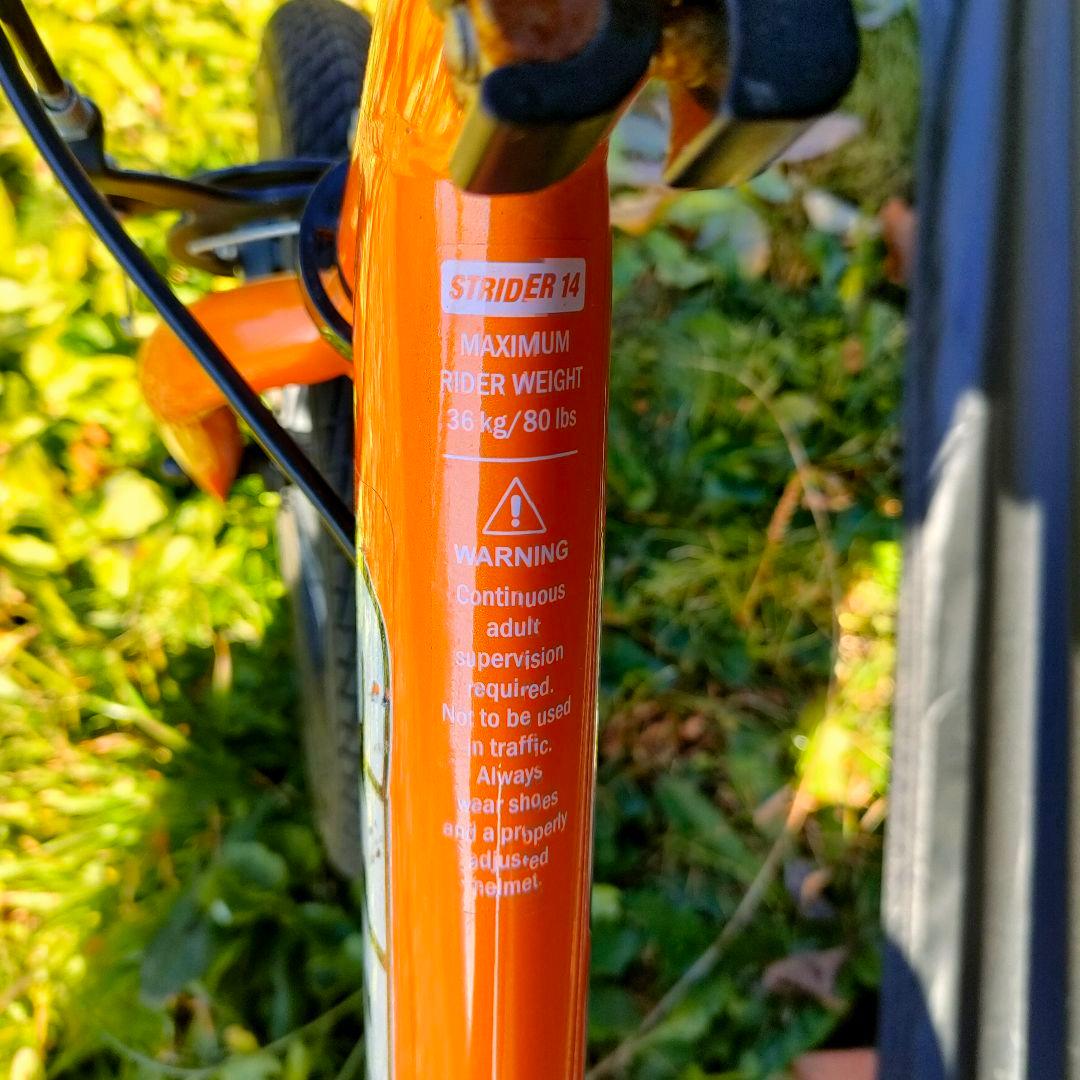 STRIDER 14
MAXIMUM
RIDER WEIGHT
36 kg/80 lbs
WARNING
Continuous
adult
supervision
required.
Not to be used
in traffic.
Always
wear shoes
and a properly
adjusted
helmet.